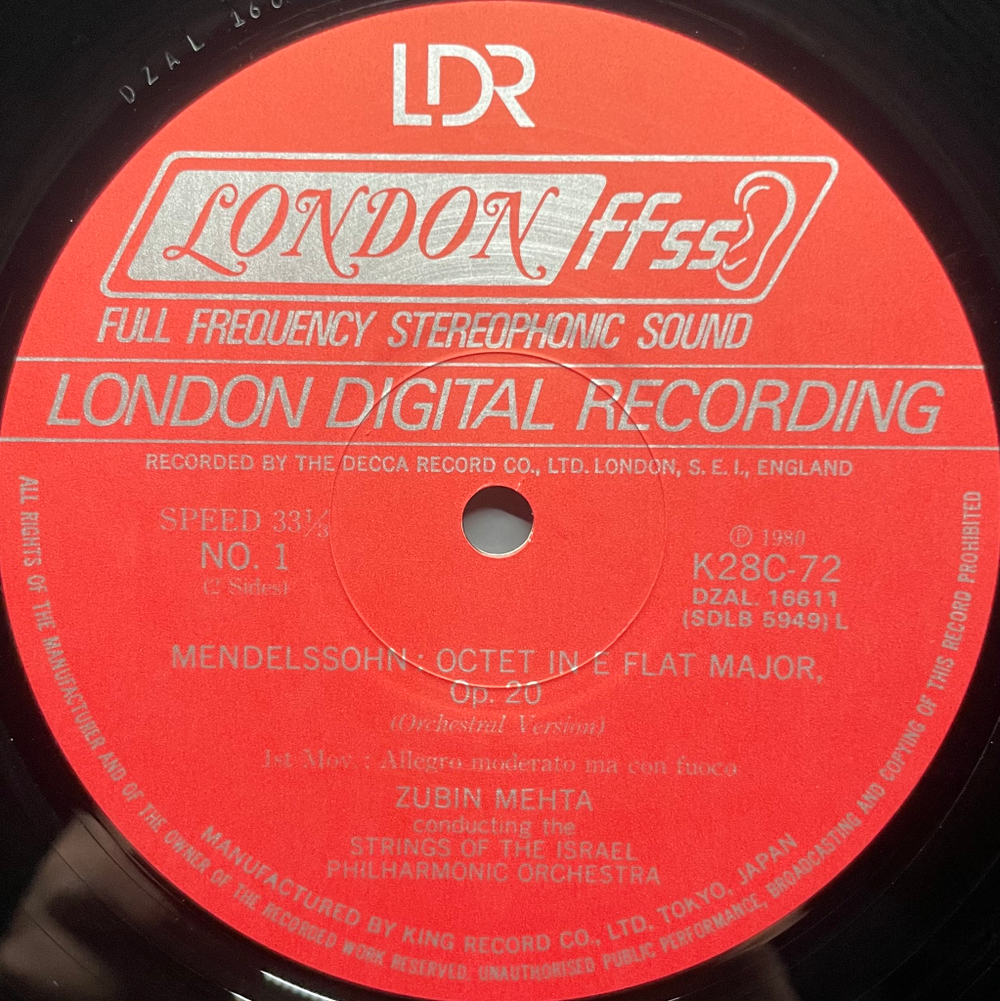 DZAL 166
LDR
LONDON ffss
FULL FREQUENCY STEREOPHONIC SOUND
LONDON DIGITAL RECORDING
RECORDED BY THE DECCA RECORD CO., LTD. LONDON, S. E. I., ENGLAND
SPEED 33⅓
NO. 1
(2 Sides)
Ⓟ 1980
K28C-72
DZAL. 16611
(SDLB 5949) L
MENDELSSOHN : OCTET IN E FLAT MAJOR,
Op. 20
(Orchestral Version)
1st Mov. : Allegro moderato ma con fuoco
ZUBIN MEHTA
conducting the
STRINGS OF THE ISRAEL
PHILHARMONIC ORCHESTRA
MANUFACTURED BY KING RECORD CO., LTD. TOKYO, JAPAN
ALL RIGHTS OF THE MANUFACTURER AND OF THE OWNER OF THE RECORDED WORK RESERVED. UNAUTHORISED PUBLIC PERFORMANCE, BROADCASTING AND COPYING OF THIS RECORD PROHIBITED